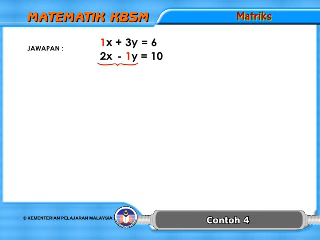 MATEMATIK KBSM
Matriks
JAWAPAN :
1x + 3y = 6
2x - 1y = 10
© KEMENTERIAN PELAJARAN MALAYSIA
Contoh 4